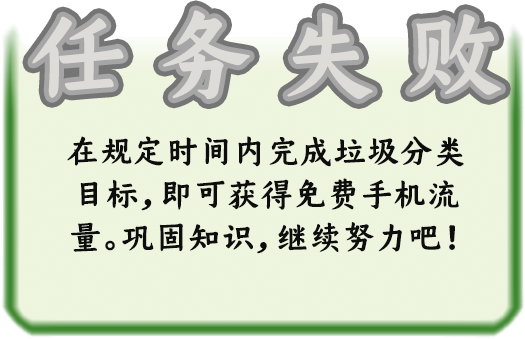 任务失败
在规定时间内完成垃圾分类
目标，即可获得免费手机流
量。巩固知识，继续努力吧！